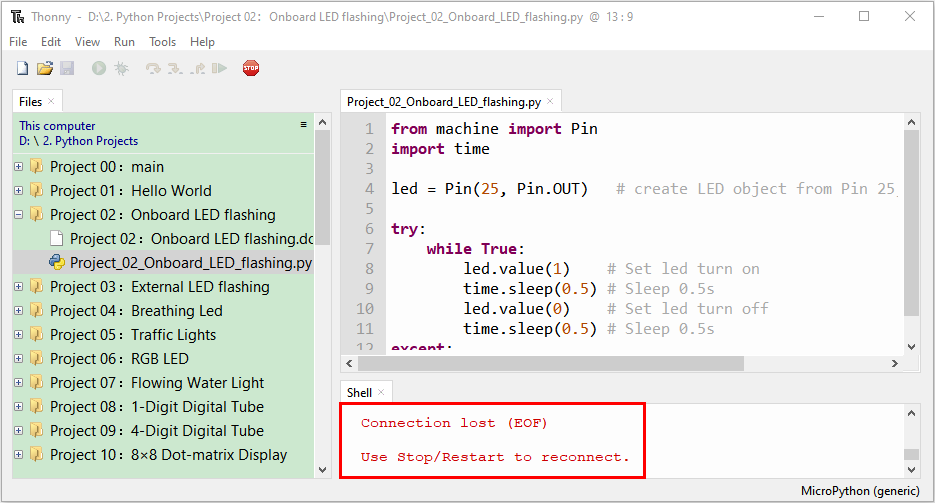 Thonny - D:\2. Python Projects\Project 02：Onboard LED flashing\Project_02_Onboard_LED_flashing.py @ 13:9
File Edit View Run Tools Help
STOP
Files ×
This computer
D: \ 2. Python Projects
Project 00：main
Project 01：Hello World
Project 02：Onboard LED flashing
Project 02：Onboard LED flashing.dc
Project_02_Onboard_LED_flashing.py
Project 03：External LED flashing
Project 04：Breathing Led
Project 05：Traffic Lights
Project 06：RGB LED
Project 07：Flowing Water Light
Project 08：1-Digit Digital Tube
Project 09：4-Digit Digital Tube
Project 10：8×8 Dot-matrix Display
Project_02_Onboard_LED_flashing.py ×
1 from machine import Pin
2 import time
3
4 led = Pin(25, Pin.OUT) # create LED object from Pin 25,
5
6 try:
7 while True:
8 led.value(1) # Set led turn on
9 time.sleep(0.5) # Sleep 0.5s
10 led.value(0) # Set led turn off
11 time.sleep(0.5) # Sleep 0.5s
12 except:
Shell ×
Connection lost (EOF)
Use Stop/Restart to reconnect.
MicroPython (generic)